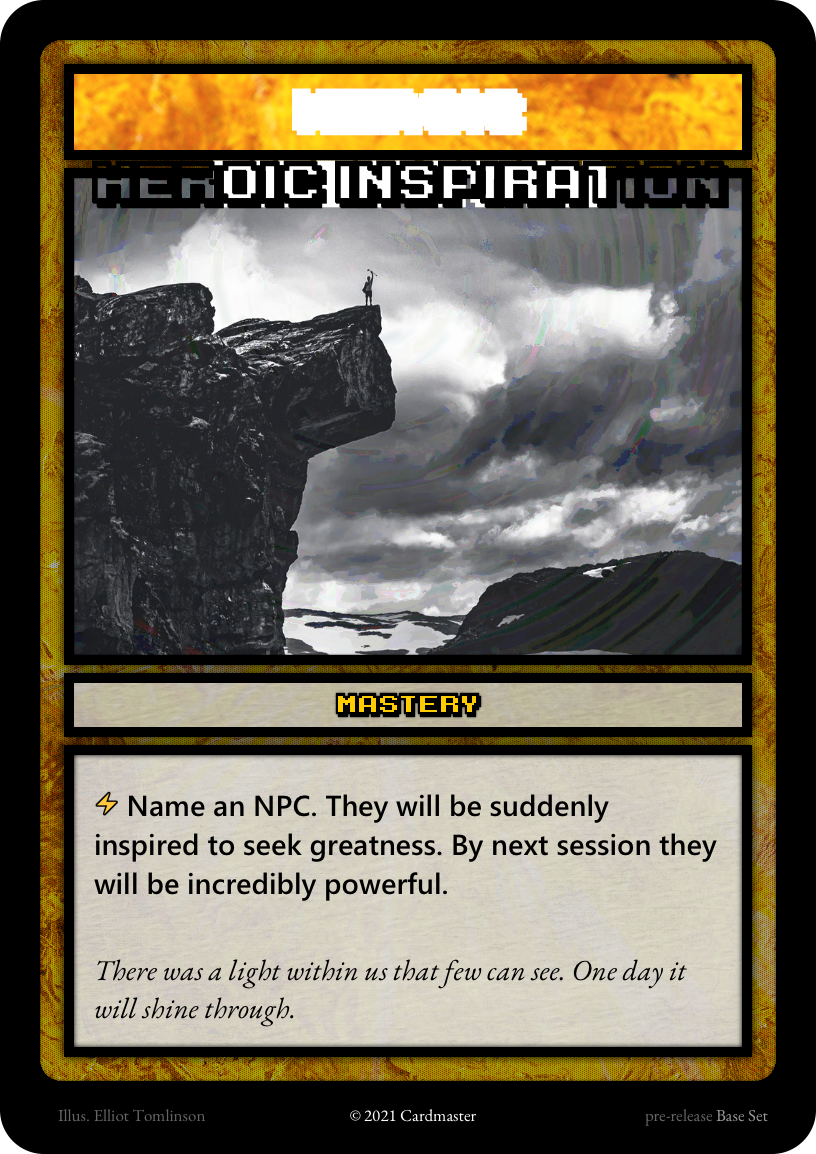 HEROIC INSPIRATION
MASTERY
⚡ Name an NPC. They will be suddenly
inspired to seek greatness. By next session they
will be incredibly powerful.
There was a light within us that few can see. One day it
will shine through.
Illus. Elliot Tomlinson
© 2021 Cardmaster
pre-release Base Set